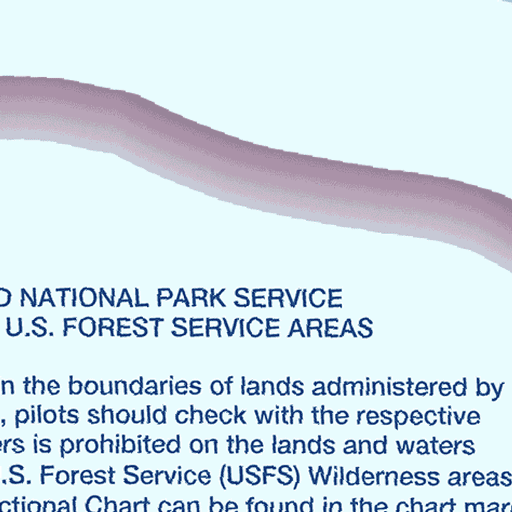 D NATIONAL PARK SERVICE
U.S. FOREST SERVICE AREAS
n the boundaries of lands administered by
, pilots should check with the respective
ers is prohibited on the lands and waters
.S. Forest Service (USFS) Wilderness areas
ctional Chart can be found in the chart mar